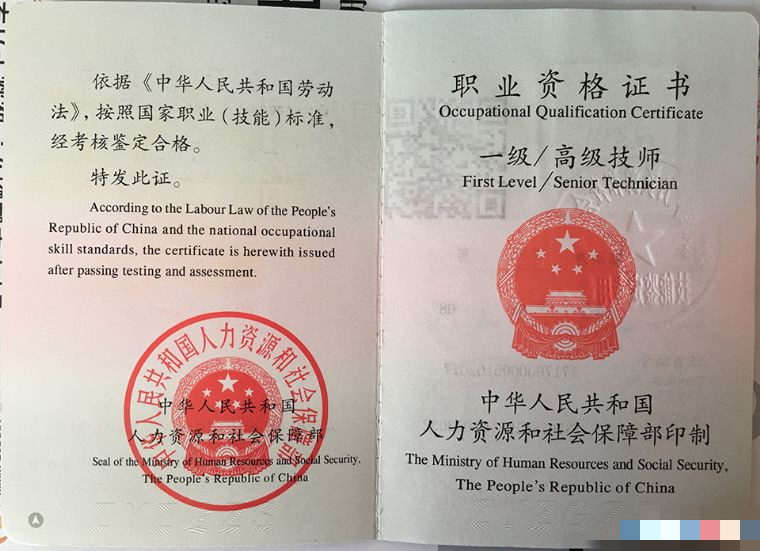 依据《中华人民共和国劳动
法》，按照国家职业（技能）标准，
经考核鉴定合格。
特发此证。
According to the Labour Law of the People's
Republic of China and the national occupational
skill standards, the certificate is herewith issued
after passing testing and assessment.
中华人民共和国人力资源和社会保障部
中华人民共和国
人力资源和社会保障部
Seal of the Ministry of Human Resources and Social Security,
The People's Republic of China
职业资格证书
Occupational Qualification Certificate
一级/高级技师
First Level/Senior Technician
中华人民共和国
人力资源和社会保障部印制
The Ministry of Human Resources and Social Security,
The People's Republic of China